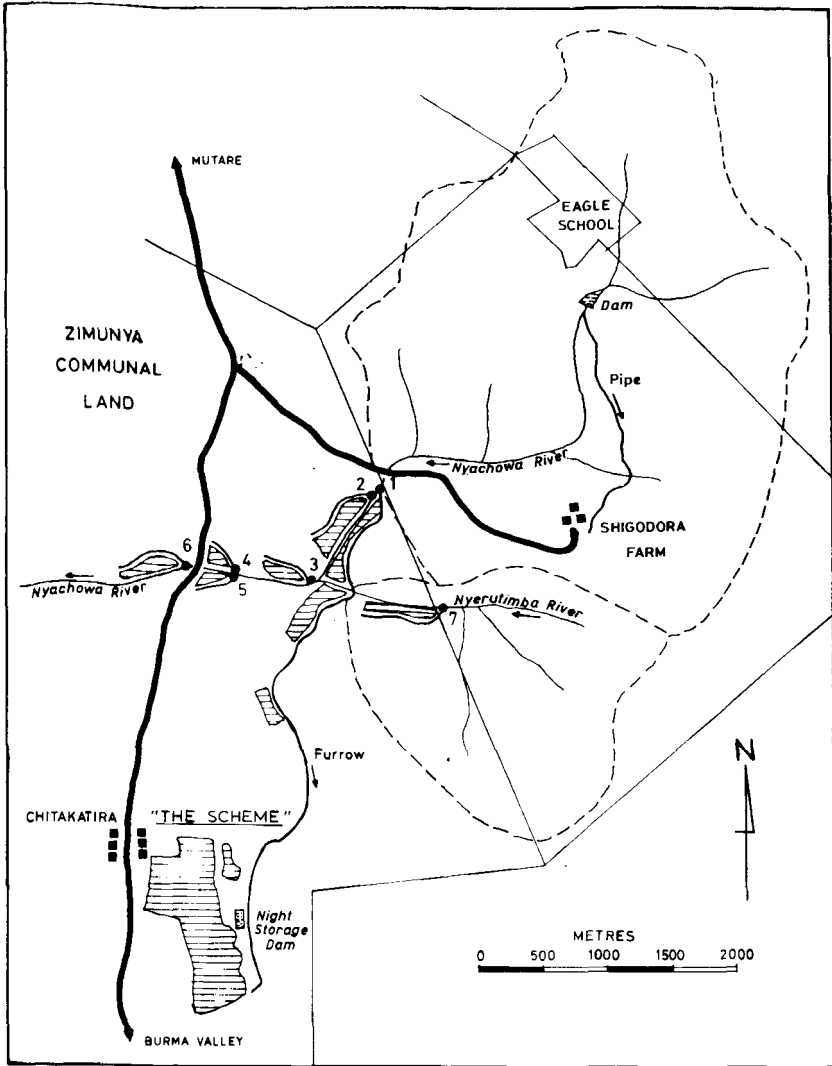 MUTARE
EAGLE
SCHOOL
Dam
ZIMUNYA
COMMUNAL
LAND
Pipe
Nyachowa River
1
2
SHIGODORA
FARM
6
4
3
5
Nyachowa River
Nyerutimba River
7
N
Furrow
CHITAKATIRA
"THE SCHEME"
Night
Storage
Dam
METRES
0 500 1000 1500 2000
BURMA VALLEY